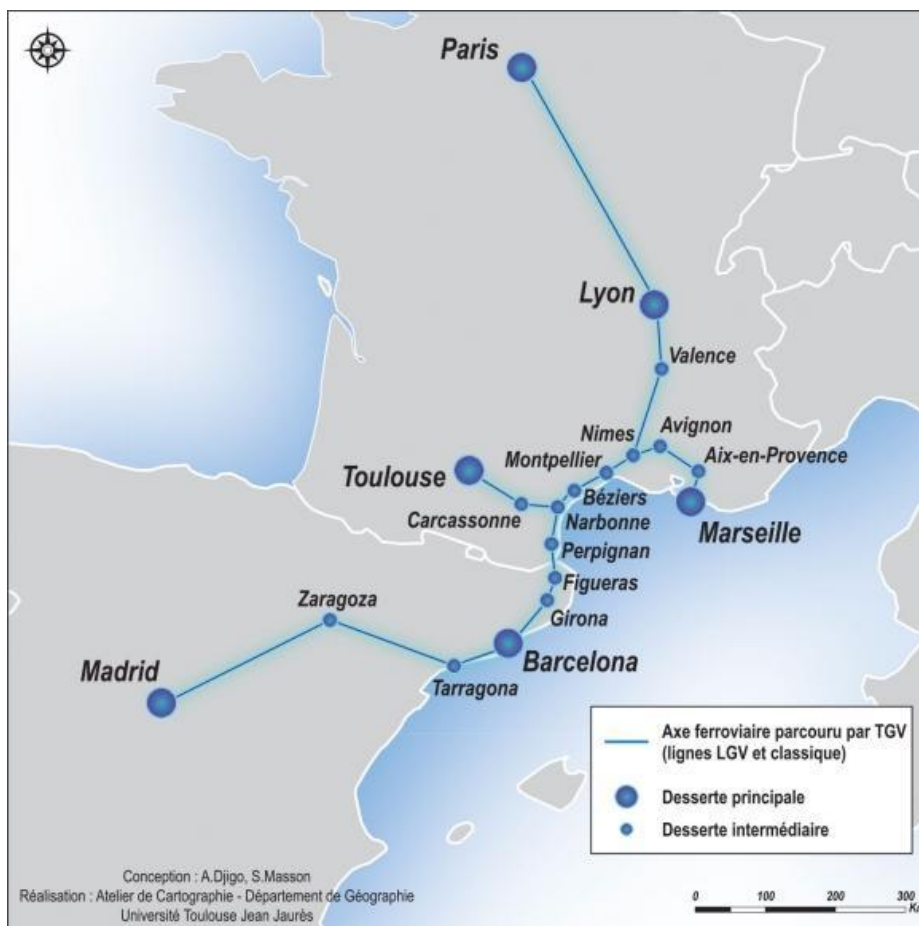 Paris
Lyon
Valence
Avignon
Nimes
Aix-en-Provence
Montpellier
Toulouse
Béziers
Marseille
Carcassonne
Narbonne
Perpignan
Figueras
Zaragoza
Girona
Madrid
Barcelona
Tarragona
Axe ferroviaire parcouru par TGV
(lignes LGV et classique)
Desserte principale
Desserte intermédiaire
Conception : A.Djigo, S.Masson
Réalisation : Atelier de Cartographie - Département de Géographie
Université Toulouse Jean Jaurès
0 100 200 300